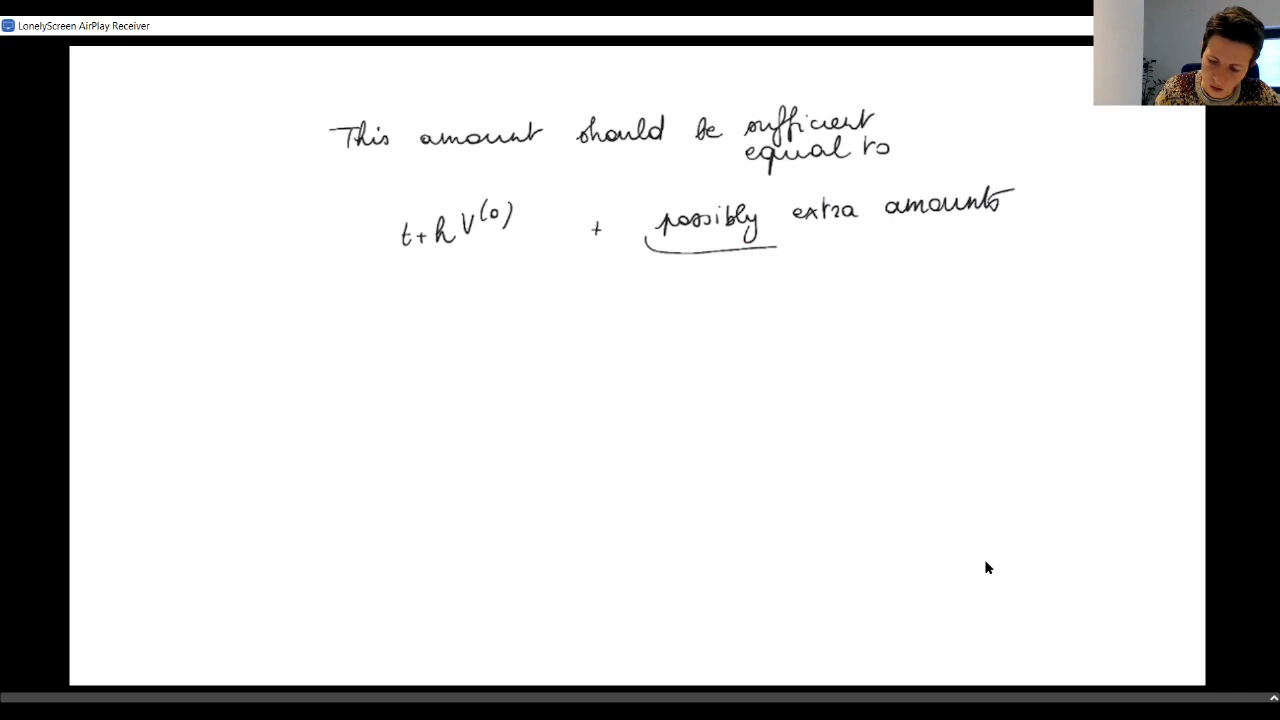 LonelyScreen AirPlay Receiver
This amount should be sufficient
equal to
t+h V^(0) + possibly extra amounts